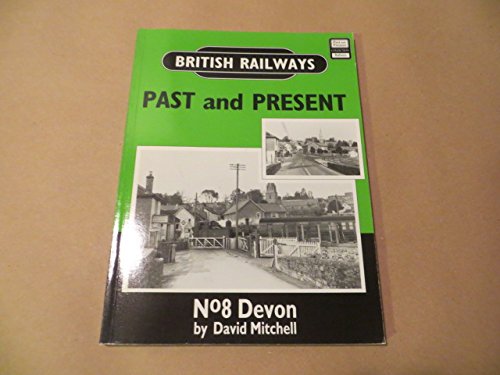 BRITISH RAILWAYS
PAST and PRESENT
Nº8 Devon
by David Mitchell